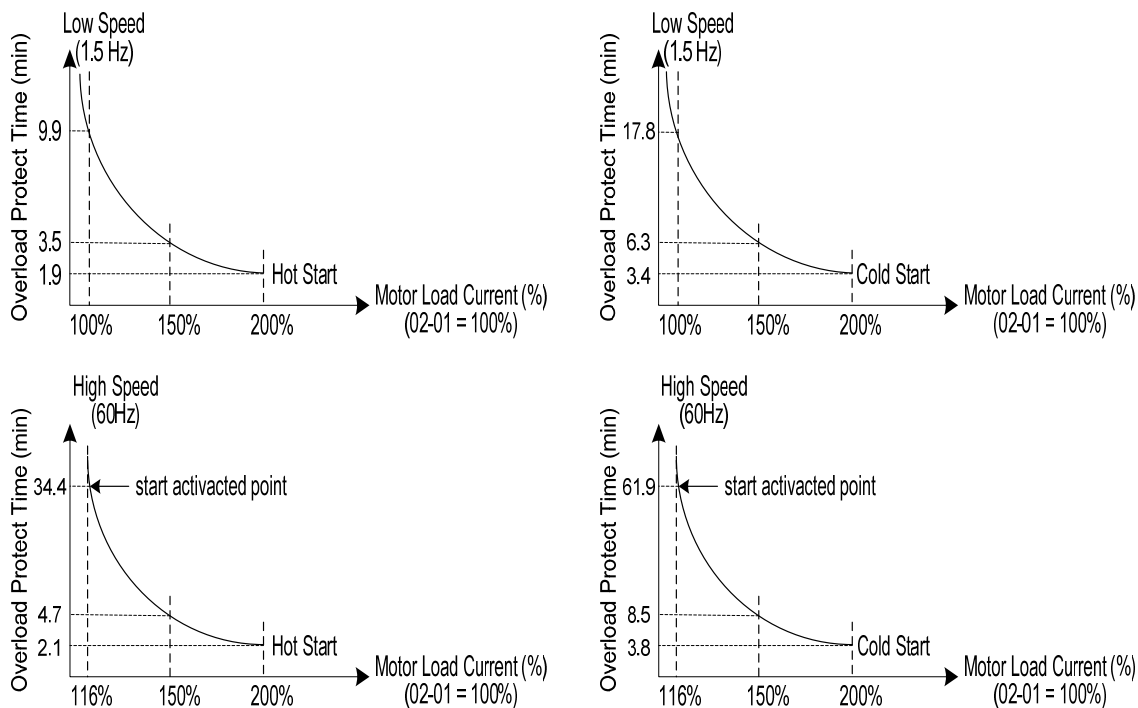 Low Speed
(1.5 Hz)
Overload Protect Time (min)
9.9
3.5
1.9
Hot Start
100%
150%
200%
Motor Load Current (%)
(02-01 = 100%)
Low Speed
(1.5 Hz)
Overload Protect Time (min)
17.8
6.3
3.4
Cold Start
100%
150%
200%
Motor Load Current (%)
(02-01 = 100%)
High Speed
(60Hz)
Overload Protect Time (min)
34.4
start activacted point
4.7
2.1
Hot Start
116%
150%
200%
Motor Load Current (%)
(02-01 = 100%)
High Speed
(60Hz)
Overload Protect Time (min)
61.9
start activacted point
8.5
3.8
Cold Start
116%
150%
200%
Motor Load Current (%)
(02-01 = 100%)